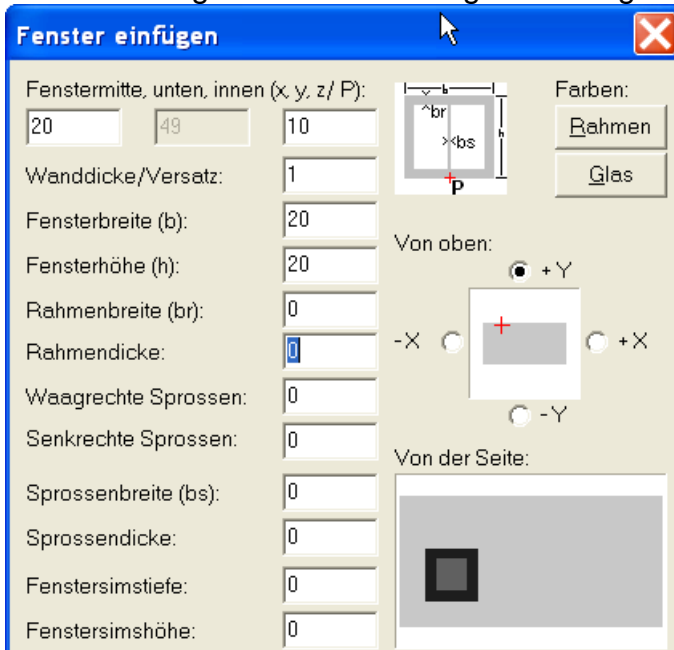 Fenster einfügen
Fenstermitte, unten, innen (x, y, z/ P):
20 49 10
Wanddicke/Versatz: 1
Fensterbreite (b): 20
Fensterhöhe (h): 20
Rahmenbreite (br): 0
Rahmendicke: 0
Waagrechte Sprossen: 0
Senkrechte Sprossen: 0
Sprossenbreite (bs): 0
Sprossendicke: 0
Fenstersimstiefe: 0
Fenstersimshöhe: 0
b
^br
h
><bs
P
Farben:
Rahmen
Glas
Von oben:
+Y
-X +X
-Y
Von der Seite: